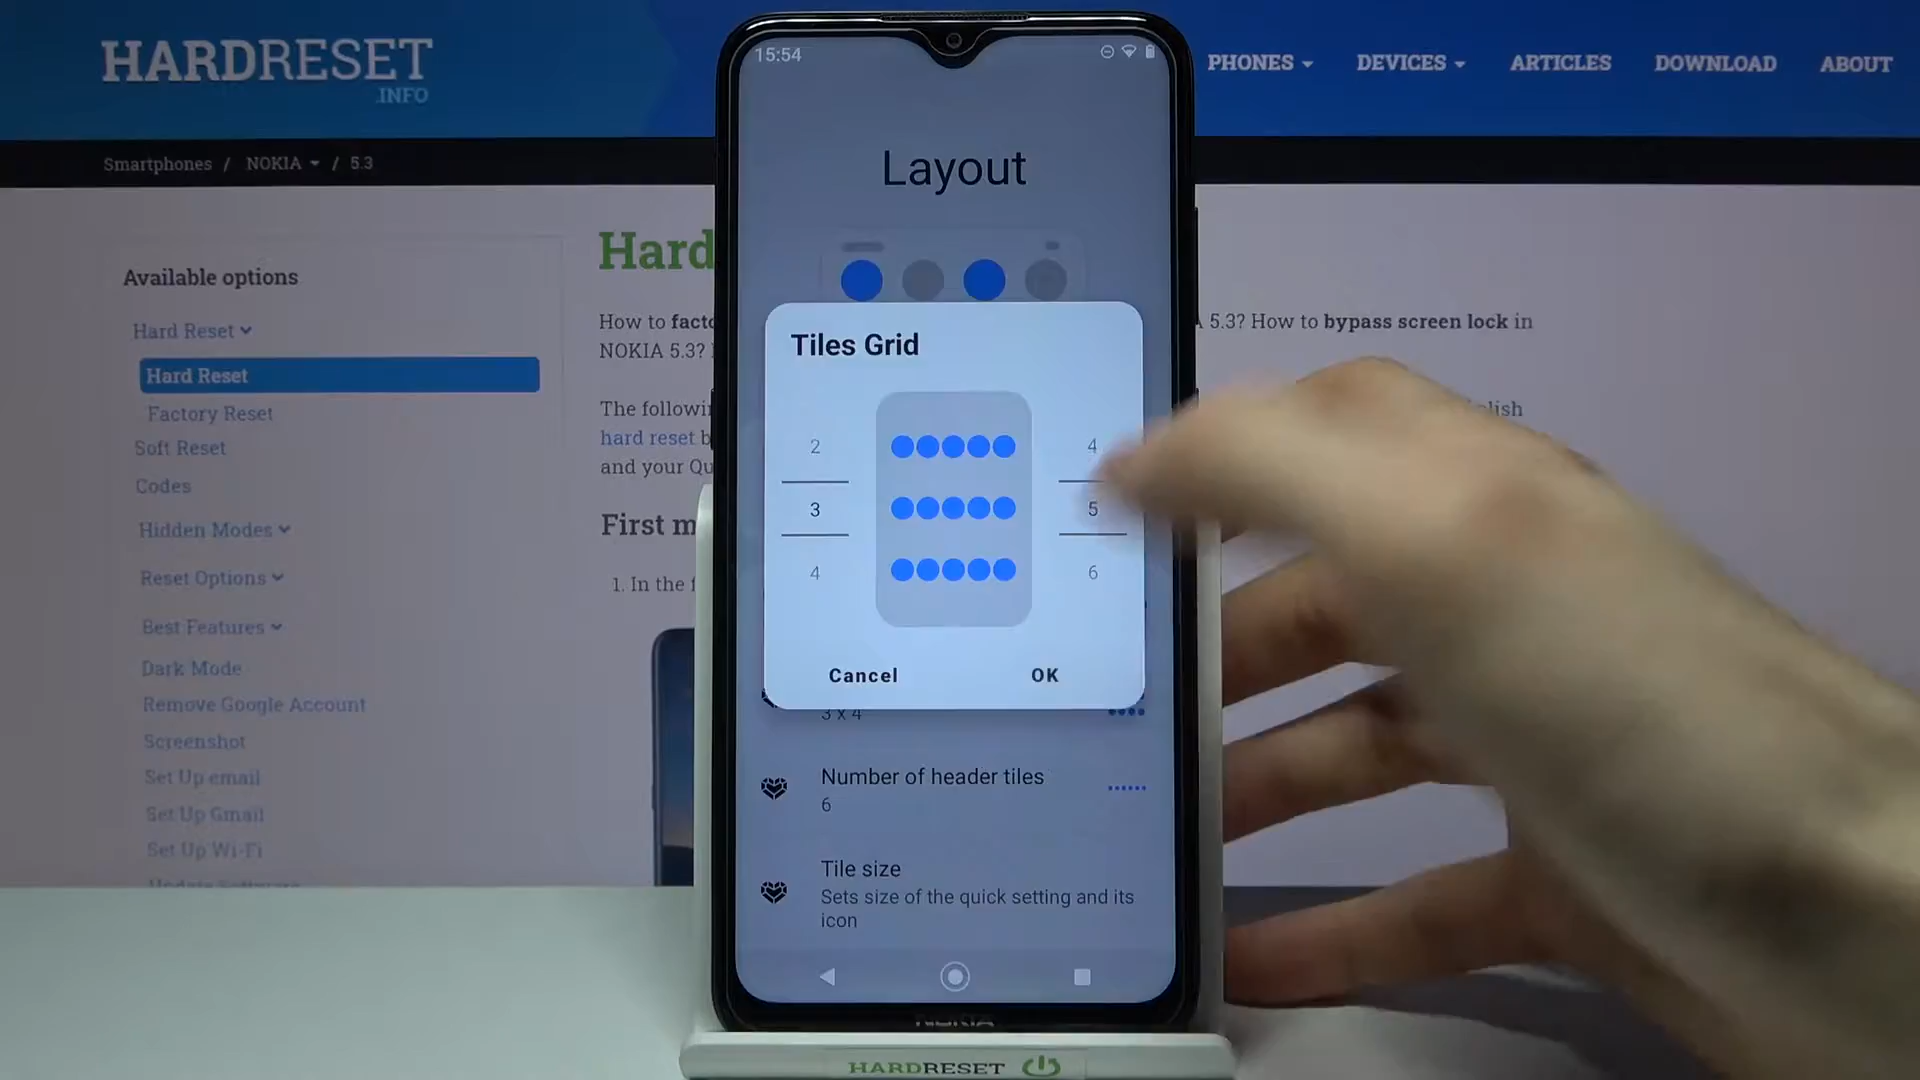 HARDRESET
.INFO
PHONES
DEVICES
ARTICLES
DOWNLOAD
ABOUT
Smartphones / NOKIA / 5.3
Available options
Hard Reset
Hard Reset
Factory Reset
Soft Reset
Codes
Hidden Modes
Reset Options
Best Features
Dark Mode
Remove Google Account
Screenshot
Set Up email
Set Up Gmail
Set Up Wi-Fi
Update Software
Hard
How to
5.3? How to bypass screen lock in
NOKIA 5.3?
The
hard reset
and your
First
1. In the
15:54
Layout
Tiles Grid
2
4
3
5
4
6
Cancel
OK
3 x 4
Number of header tiles
6
Tile size
Sets size of the quick setting and its
icon
NOKIA
HARDRESET